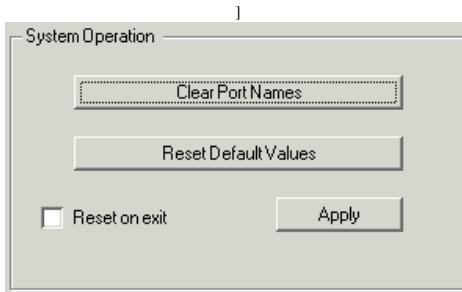 ]
System Operation
Clear Port Names
Reset Default Values
Reset on exit
Apply